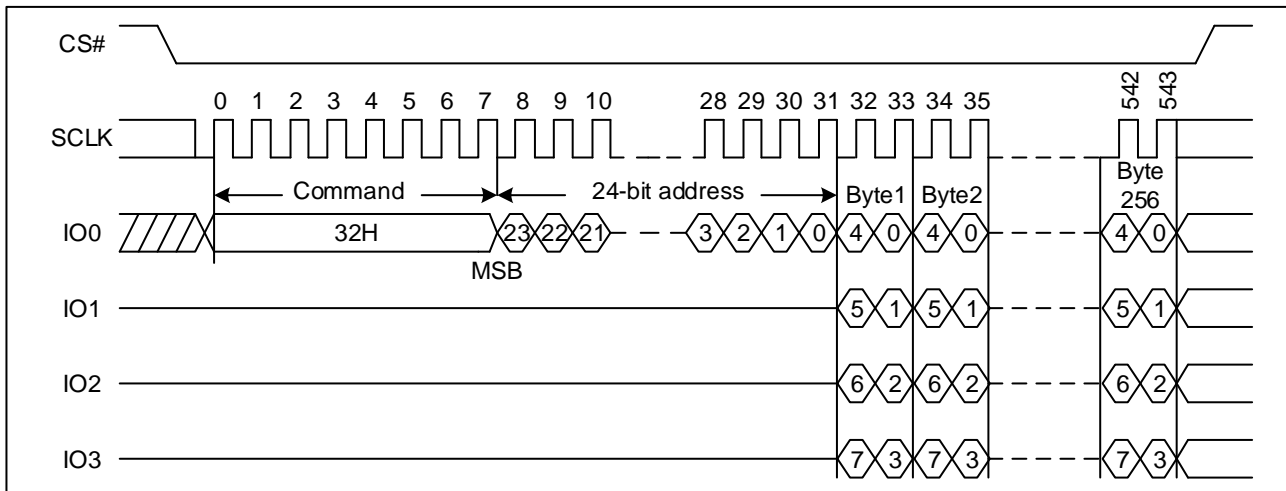 CS#
0 1 2 3 4 5 6 7 8 9 10 28 29 30 31 32 33 34 35 542 543
SCLK
Command 24-bit address Byte1 Byte2 Byte
256
IO0 32H 23 22 21 3 2 1 0 4 0 4 0 4 0
MSB
IO1 5 1 5 1 5 1
IO2 6 2 6 2 6 2
IO3 7 3 7 3 7 3